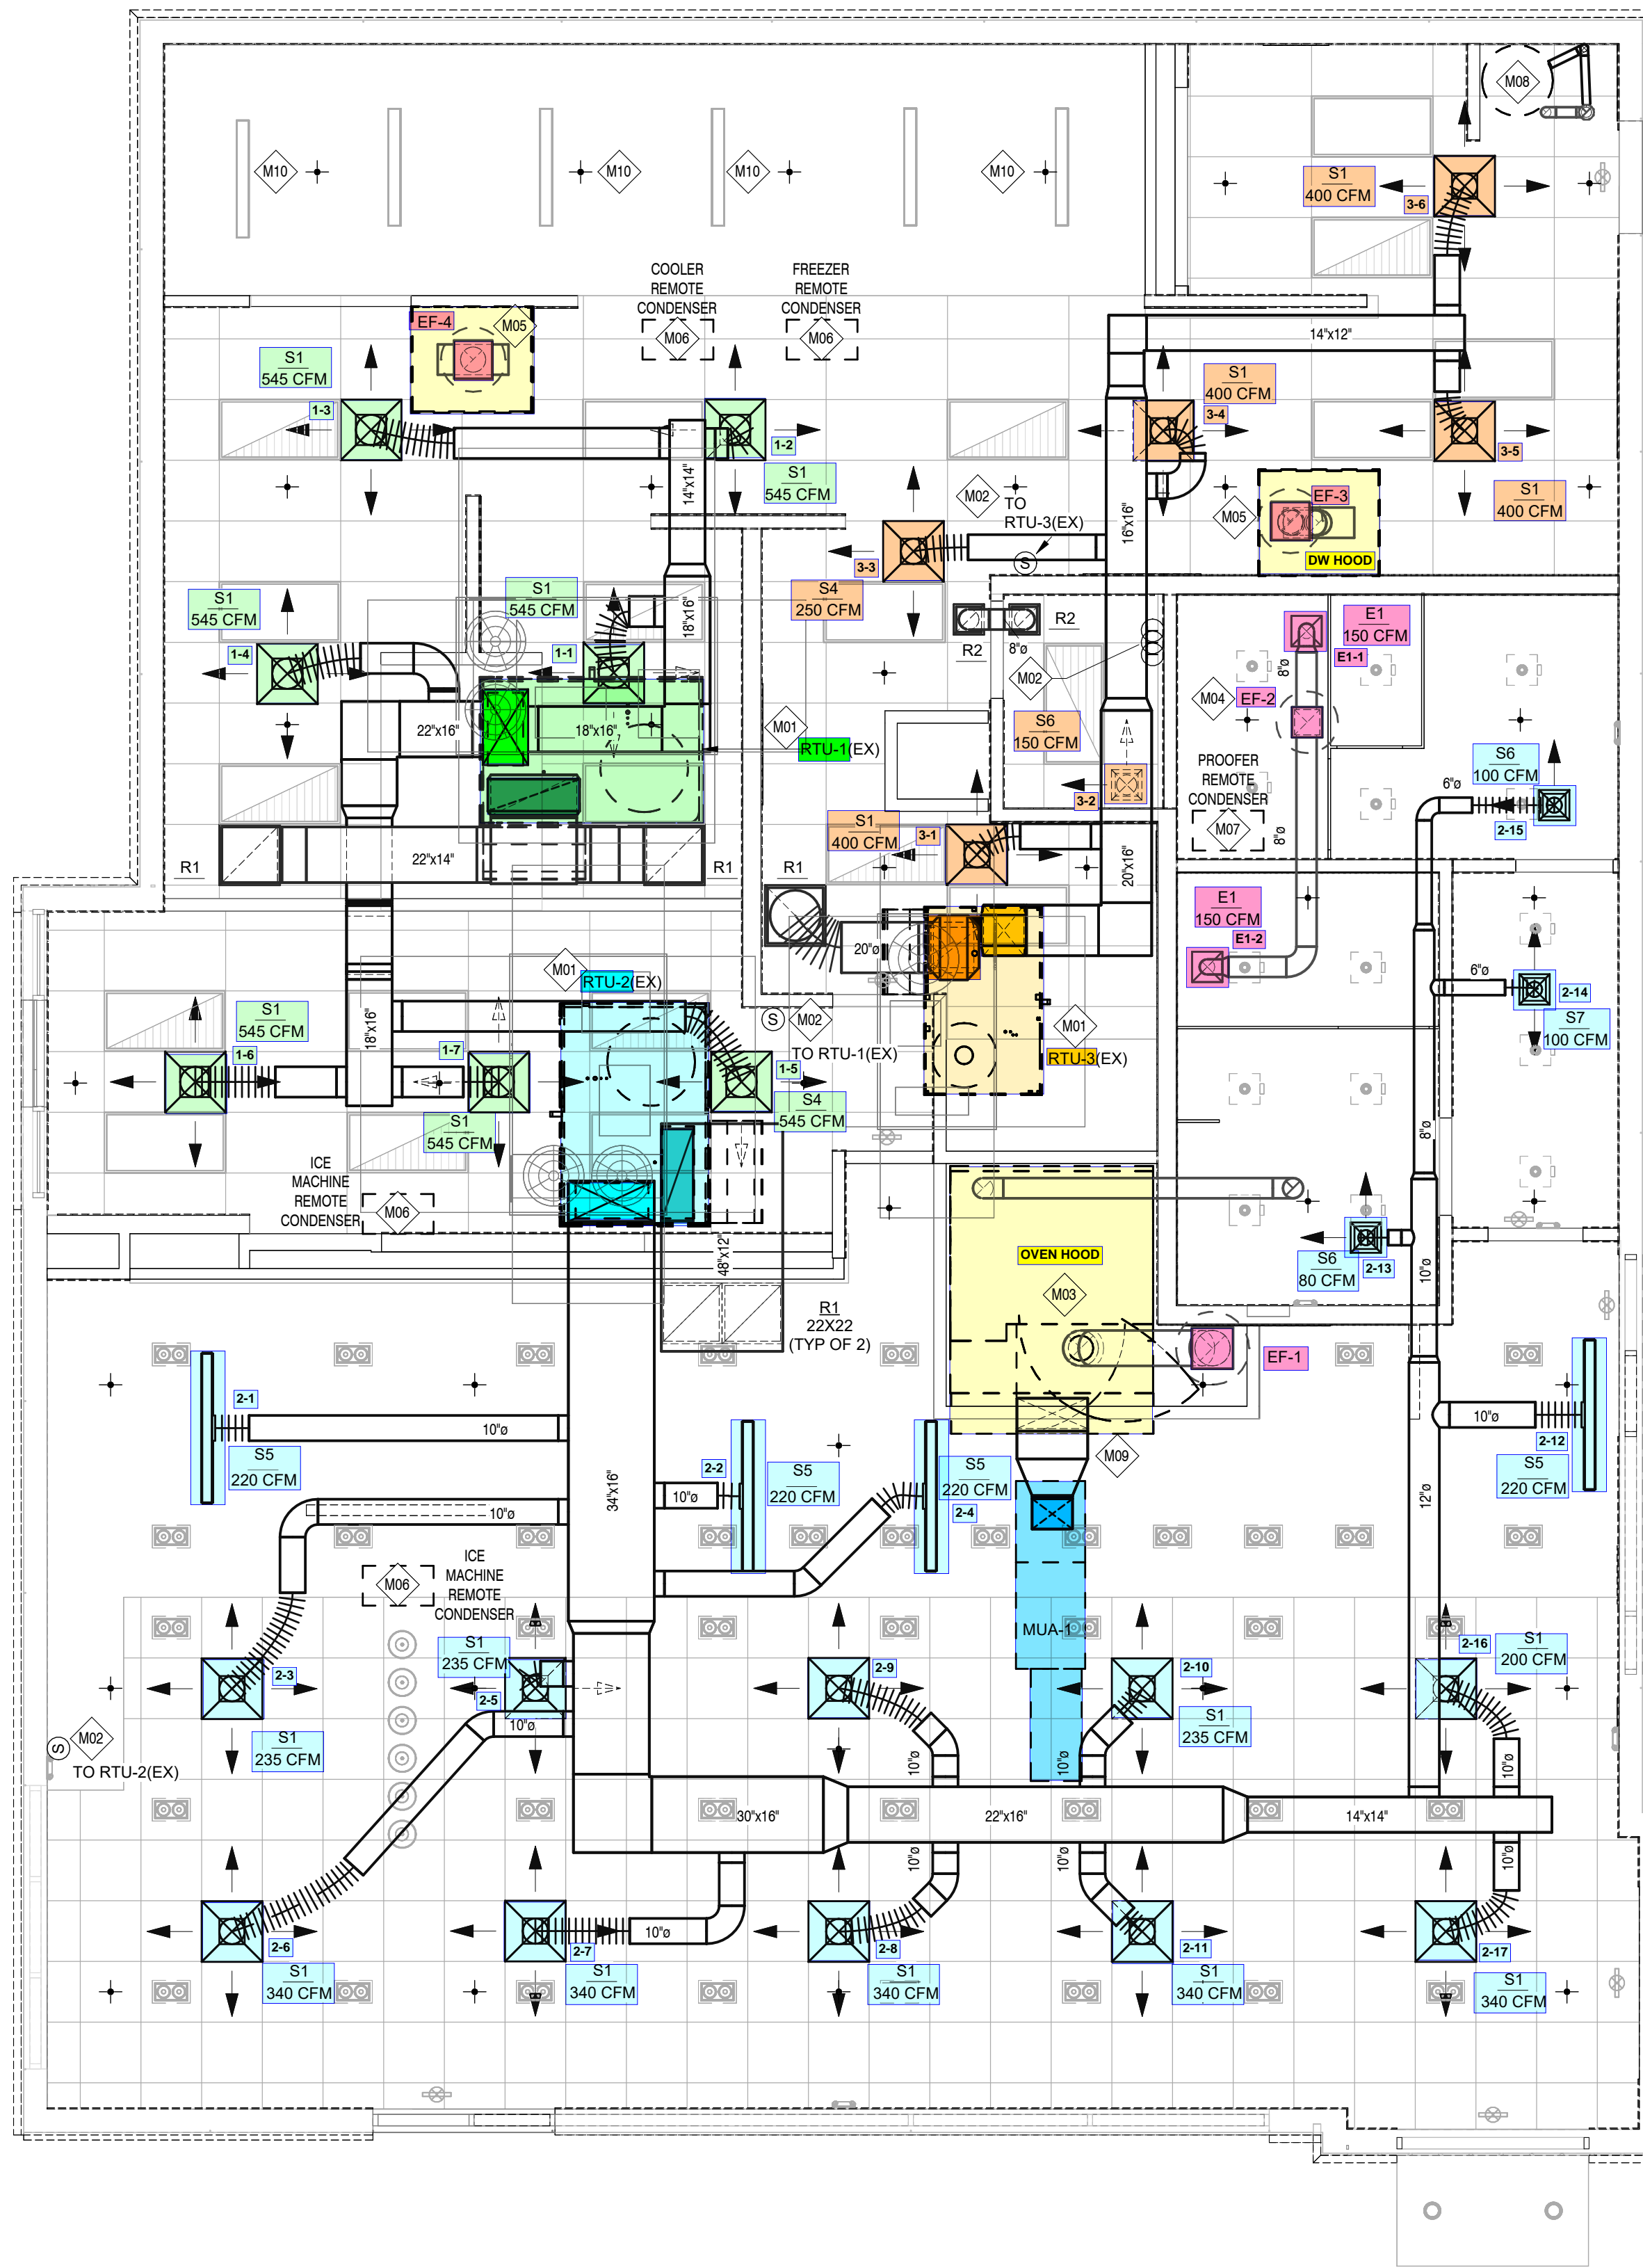 M08
M10
M10
M10
M10
S1
400 CFM
3-6
COOLER
REMOTE
CONDENSER
M06
FREEZER
REMOTE
CONDENSER
M06
EF-4
M05
14"x12"
S1
545 CFM
1-3
1-2
S1
545 CFM
14"x14"
S1
400 CFM
3-4
3-5
S1
400 CFM
M02
TO
RTU-3(EX)
S
16"x16"
M05
EF-3
DW HOOD
3-3
S4
250 CFM
S1
545 CFM
S1
545 CFM
18"x16"
1-4
1-1
R2
8"ø
R2
M02
E1
150 CFM
E1-1
8"ø
M04
EF-2
22"x16"
18"x16"
M01
RTU-1(EX)
S6
150 CFM
3-2
PROOFER
REMOTE
CONDENSER
M07
8"ø
S6
100 CFM
6"ø
2-15
S1
400 CFM
3-1
20"x16"
R1
22"x14"
R1
R1
20"ø
E1
150 CFM
E1-2
M01
RTU-2(EX)
6"ø
2-14
S7
100 CFM
S1
545 CFM
18"x16"
1-6
1-7
S
M02
TO RTU-1(EX)
M01
RTU-3(EX)
1-5
S4
545 CFM
S1
545 CFM
8"ø
ICE
MACHINE
REMOTE
CONDENSER
M06
48"x12"
OVEN HOOD
M03
S6
80 CFM
2-13
10"ø
R1
22X22
(TYP OF 2)
EF-1
2-1
10"ø
S5
220 CFM
34"x16"
2-2
10"ø
S5
220 CFM
S5
220 CFM
2-4
M09
10"ø
2-12
S5
220 CFM
12"ø
10"ø
M06
ICE
MACHINE
REMOTE
CONDENSER
MUA-1
S1
235 CFM
2-3
S1
235 CFM
2-5
10"ø
2-9
2-10
S1
235 CFM
2-16
S1
200 CFM
S
M02
TO RTU-2(EX)
10"ø
10"ø
10"ø
30"x16"
22"x16"
14"x14"
10"ø
10"ø
10"ø
2-6
S1
340 CFM
10"ø
2-7
S1
340 CFM
2-8
S1
340 CFM
2-11
S1
340 CFM
2-17
S1
340 CFM